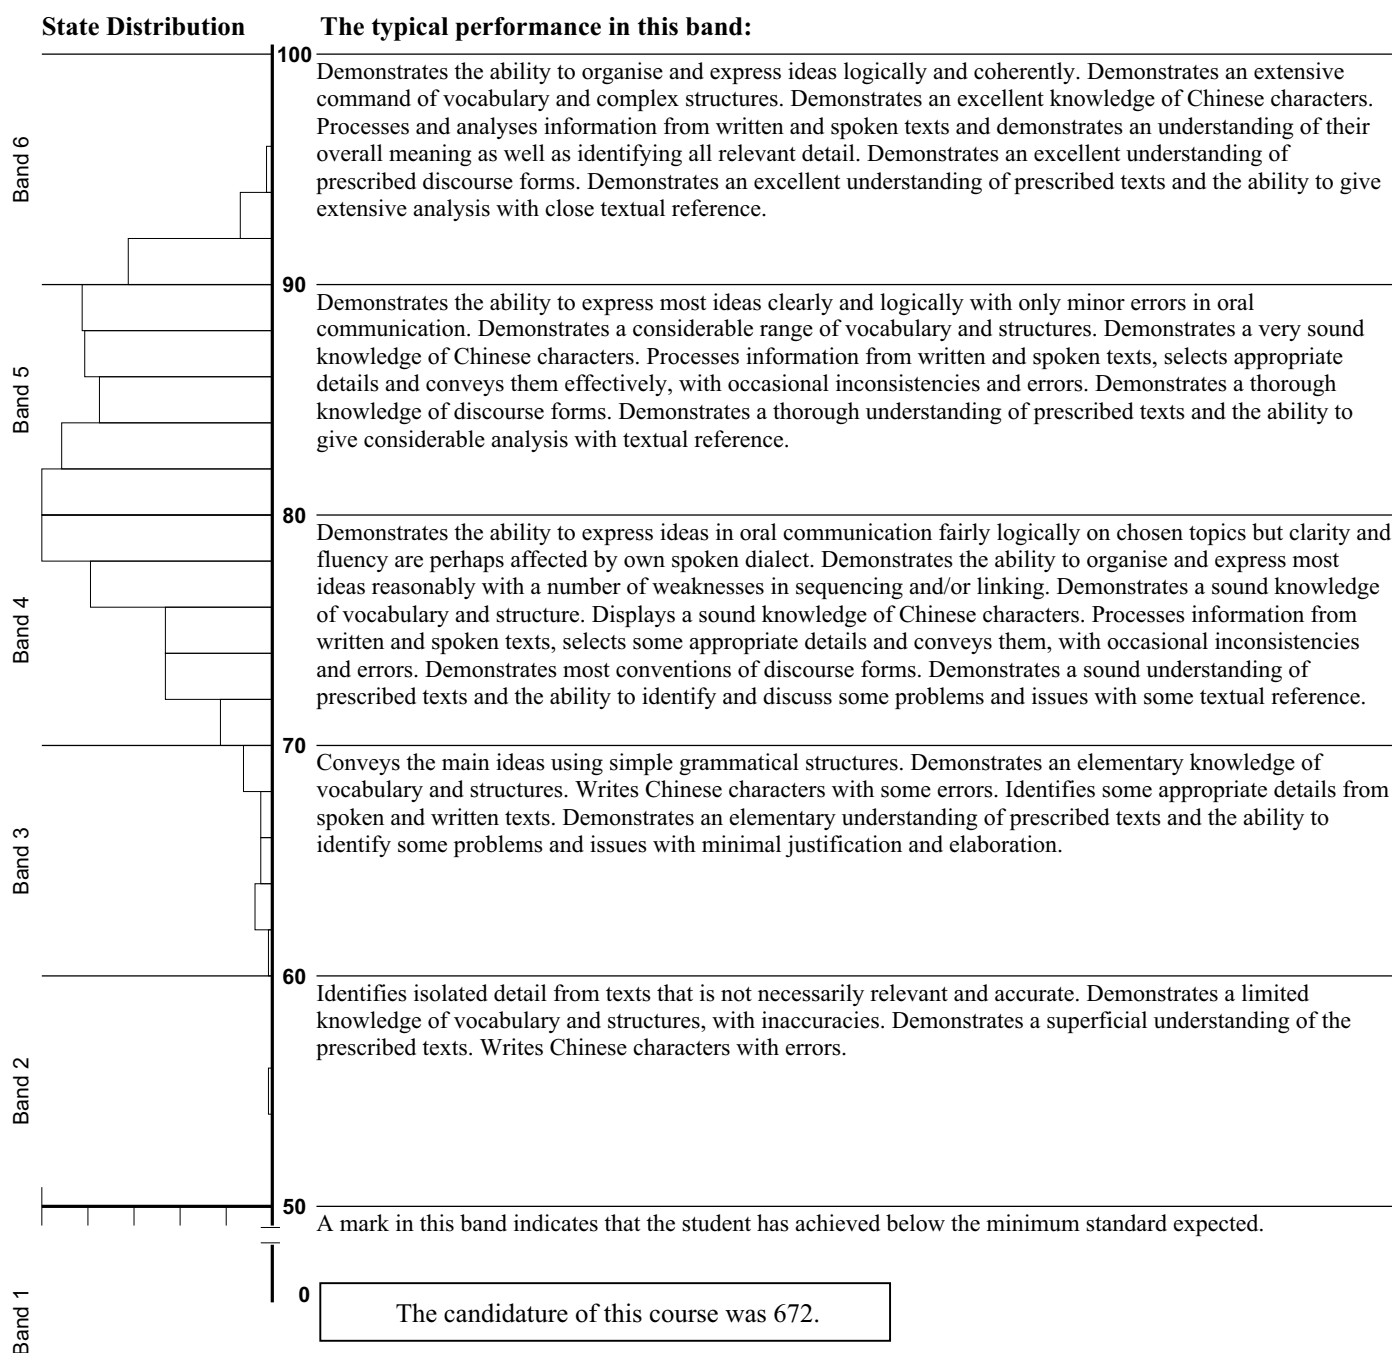 State Distribution
The typical performance in this band:
100
Band 6
Demonstrates the ability to organise and express ideas logically and coherently. Demonstrates an extensive
command of vocabulary and complex structures. Demonstrates an excellent knowledge of Chinese characters.
Processes and analyses information from written and spoken texts and demonstrates an understanding of their
overall meaning as well as identifying all relevant detail. Demonstrates an excellent understanding of
prescribed discourse forms. Demonstrates an excellent understanding of prescribed texts and the ability to give
extensive analysis with close textual reference.
90
Band 5
Demonstrates the ability to express most ideas clearly and logically with only minor errors in oral
communication. Demonstrates a considerable range of vocabulary and structures. Demonstrates a very sound
knowledge of Chinese characters. Processes information from written and spoken texts, selects appropriate
details and conveys them effectively, with occasional inconsistencies and errors. Demonstrates a thorough
knowledge of discourse forms. Demonstrates a thorough understanding of prescribed texts and the ability to
give considerable analysis with textual reference.
80
Band 4
Demonstrates the ability to express ideas in oral communication fairly logically on chosen topics but clarity and
fluency are perhaps affected by own spoken dialect. Demonstrates the ability to organise and express most
ideas reasonably with a number of weaknesses in sequencing and/or linking. Demonstrates a sound knowledge
of vocabulary and structure. Displays a sound knowledge of Chinese characters. Processes information from
written and spoken texts, selects some appropriate details and conveys them, with occasional inconsistencies
and errors. Demonstrates most conventions of discourse forms. Demonstrates a sound understanding of
prescribed texts and the ability to identify and discuss some problems and issues with some textual reference.
70
Band 3
Conveys the main ideas using simple grammatical structures. Demonstrates an elementary knowledge of
vocabulary and structures. Writes Chinese characters with some errors. Identifies some appropriate details from
spoken and written texts. Demonstrates an elementary understanding of prescribed texts and the ability to
identify some problems and issues with minimal justification and elaboration.
60
Band 2
Identifies isolated detail from texts that is not necessarily relevant and accurate. Demonstrates a limited
knowledge of vocabulary and structures, with inaccuracies. Demonstrates a superficial understanding of the
prescribed texts. Writes Chinese characters with errors.
50
A mark in this band indicates that the student has achieved below the minimum standard expected.
Band 1
0
The candidature of this course was 672.